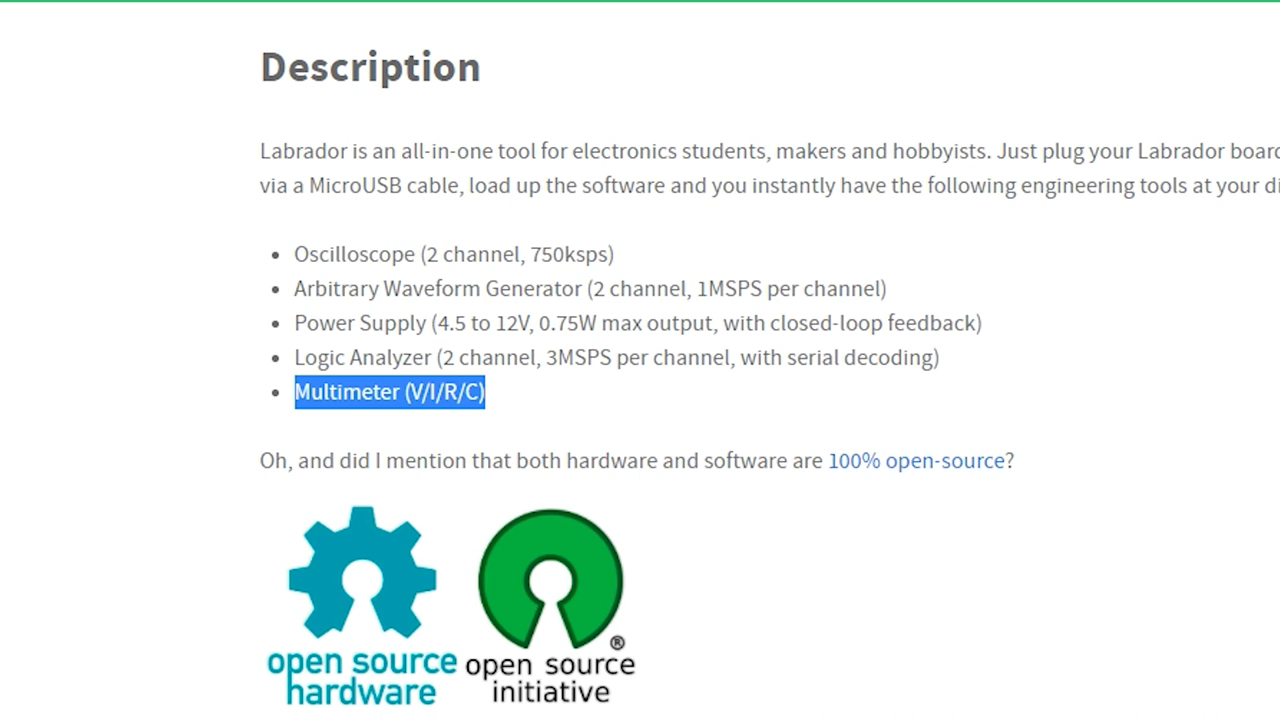 Description
Labrador is an all-in-one tool for electronics students, makers and hobbyists. Just plug your Labrador board
via a MicroUSB cable, load up the software and you instantly have the following engineering tools at your di
Oscilloscope (2 channel, 750ksps)
Arbitrary Waveform Generator (2 channel, 1MSPS per channel)
Power Supply (4.5 to 12V, 0.75W max output, with closed-loop feedback)
Logic Analyzer (2 channel, 3MSPS per channel, with serial decoding)
Multimeter (V/I/R/C)
Oh, and did I mention that both hardware and software are 100% open-source?
open source
hardware
®
open source
initiative